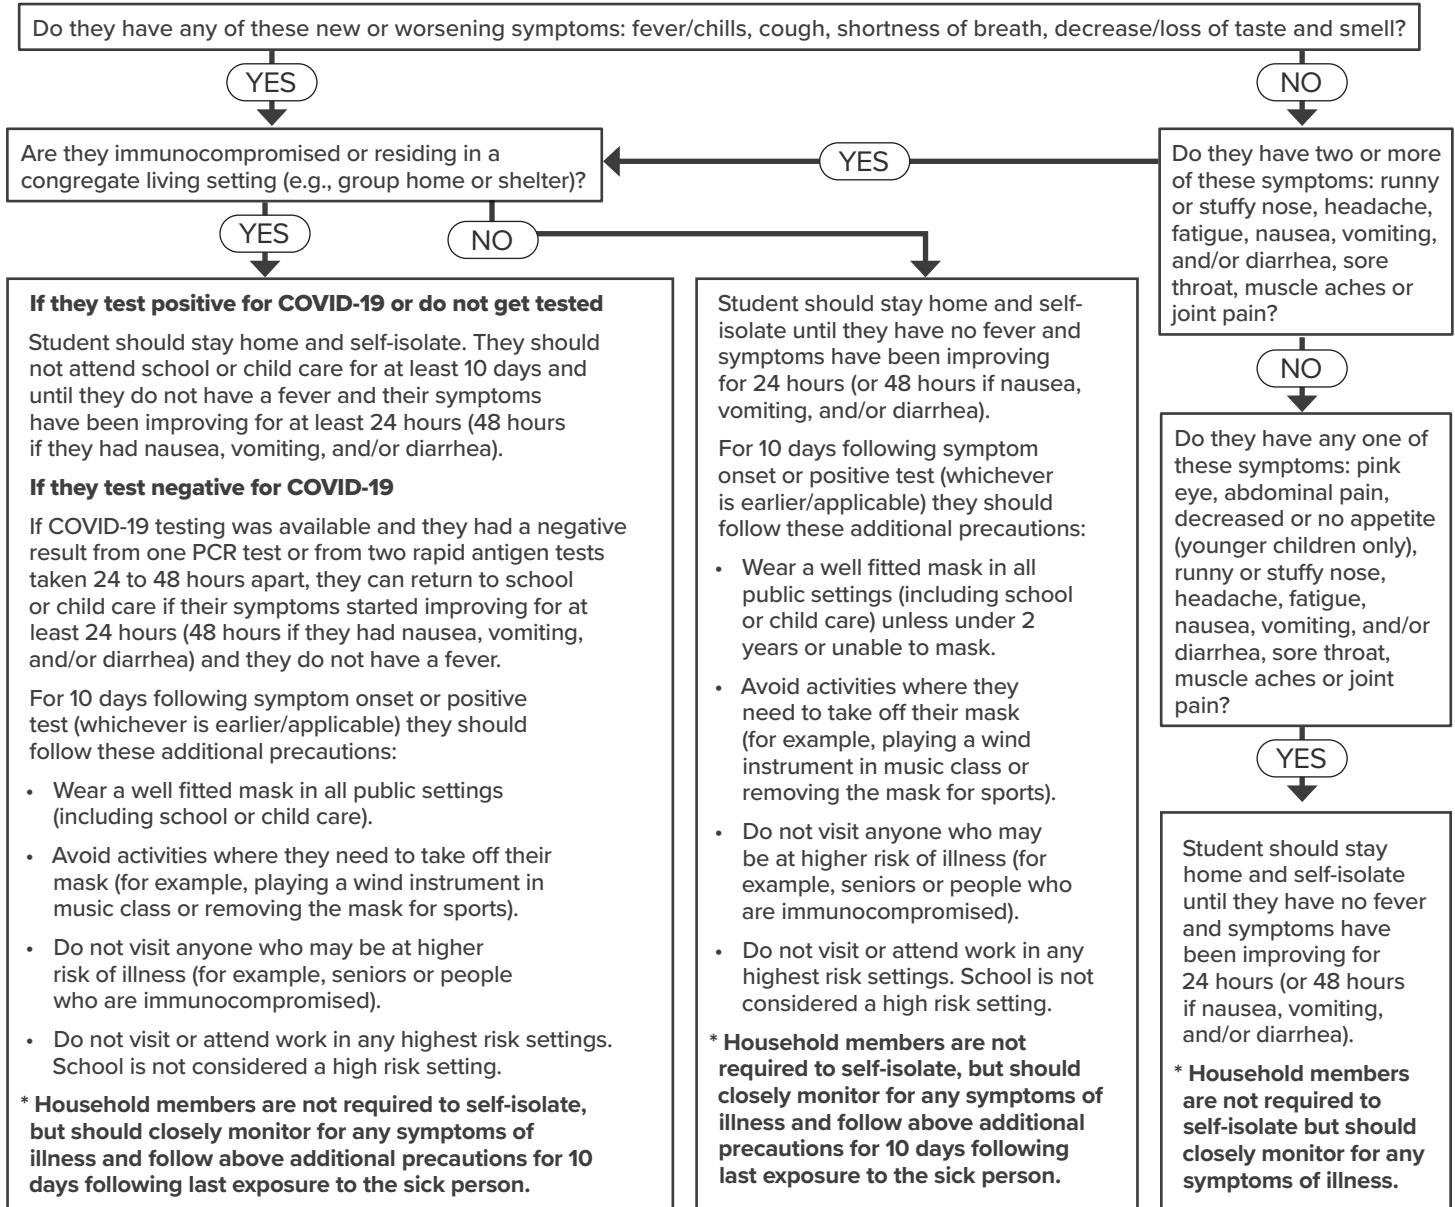 Do they have any of these new or worsening symptoms: fever/chills, cough, shortness of breath, decrease/loss of taste and smell?
YES
NO
Are they immunocompromised or residing in a
congregate living setting (e.g., group home or shelter)?
YES
Do they have two or more
of these symptoms: runny
or stuffy nose, headache,
fatigue, nausea, vomiting,
and/or diarrhea, sore
throat, muscle aches or
joint pain?
YES
NO
If they test positive for COVID-19 or do not get tested
Student should stay home and self-isolate. They should
not attend school or child care for at least 10 days and
until they do not have a fever and their symptoms
have been improving for at least 24 hours (48 hours
if they had nausea, vomiting, and/or diarrhea).
If they test negative for COVID-19
If COVID-19 testing was available and they had a negative
result from one PCR test or from two rapid antigen tests
taken 24 to 48 hours apart, they can return to school
or child care if their symptoms started improving for at
least 24 hours (48 hours if they had nausea, vomiting,
and/or diarrhea) and they do not have a fever.
For 10 days following symptom onset or positive
test (whichever is earlier/applicable) they should
follow these additional precautions:
• Wear a well fitted mask in all public settings
(including school or child care).
• Avoid activities where they need to take off their
mask (for example, playing a wind instrument in
music class or removing the mask for sports).
• Do not visit anyone who may be at higher
risk of illness (for example, seniors or people
who are immunocompromised).
• Do not visit or attend work in any highest risk settings.
School is not considered a high risk setting.
* Household members are not required to self-isolate,
but should closely monitor for any symptoms of
illness and follow above additional precautions for 10
days following last exposure to the sick person.
Student should stay home and self-
isolate until they have no fever and
symptoms have been improving
for 24 hours (or 48 hours if nausea,
vomiting, and/or diarrhea).
For 10 days following symptom
onset or positive test (whichever
is earlier/applicable) they should
follow these additional precautions:
• Wear a well fitted mask in all
public settings (including school
or child care) unless under 2
years or unable to mask.
• Avoid activities where they
need to take off their mask
(for example, playing a wind
instrument in music class or
removing the mask for sports).
• Do not visit anyone who may
be at higher risk of illness (for
example, seniors or people who
are immunocompromised).
• Do not visit or attend work in any
highest risk settings. School is not
considered a high risk setting.
* Household members are not
required to self-isolate, but should
closely monitor for any symptoms of
illness and follow above additional
precautions for 10 days following
last exposure to the sick person.
NO
Do they have any one of
these symptoms: pink
eye, abdominal pain,
decreased or no appetite
(younger children only),
runny or stuffy nose,
headache, fatigue,
nausea, vomiting, and/or
diarrhea, sore throat,
muscle aches or joint
pain?
YES
Student should stay
home and self-isolate
until they have no fever
and symptoms have
been improving for
24 hours (or 48 hours
if nausea, vomiting,
and/or diarrhea).
* Household members
are not required to
self-isolate but should
closely monitor for any
symptoms of illness.